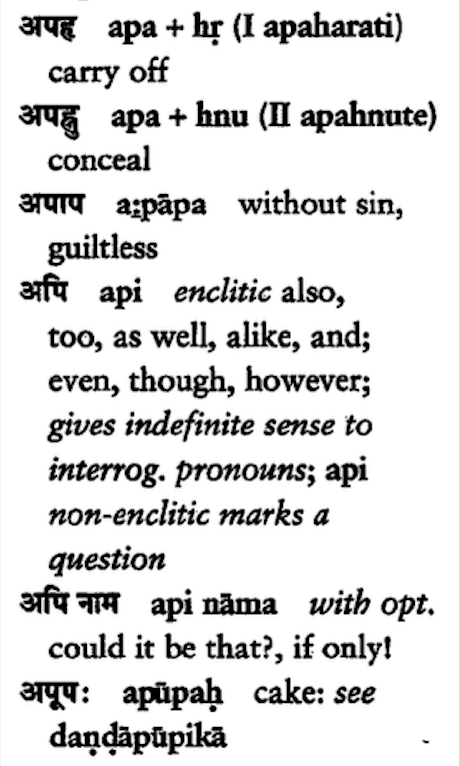 अपहृ apa + hṛ (I apaharati)
carry off
अपह्नु apa + hnu (II apahnute)
conceal
अपाप a:pāpa without sin,
guiltless
अपि api enclitic also,
too, as well, alike, and;
even, though, however;
gives indefinite sense to
interrog. pronouns; api
non-enclitic marks a
question
अपि नाम api nāma with opt.
could it be that?, if only!
अपूपः apūpaḥ cake: see
daṇḍāpūpikā